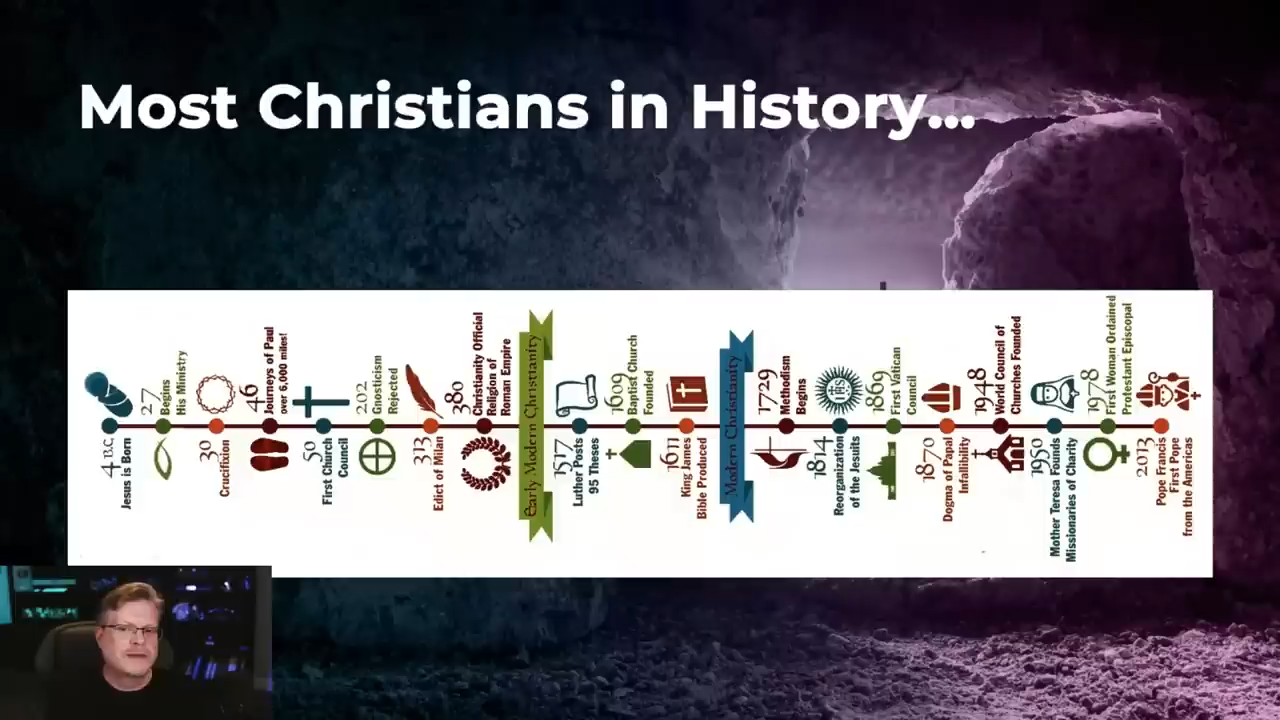 Most Christians in History...
4 B.C.
Jesus is Born
27
Begins
His Ministry
30
Crucifixion
46
Journeys of Paul
over 6,000 miles!
50
First Church
Council
202
Gnosticism
Rejected
313
Edict of Milan
380
Christianity Official
Religion of
Roman Empire
Early Modern Christianity
1517
Luther Posts
95 Theses
1609
Baptist Church
Founded
1611
King James
Bible Produced
Modern Christianity
1729
Methodism
Begins
1814
Reorganization
of the Jesuits
IHS
1869
First Vatican
Council
1870
Dogma of Papal
Infallibility
1948
World Council of
Churches Founded
1950
Mother Teresa Founds
Missionaries of Charity
1978
First Woman Ordained
Protestant Episcopal
2013
Pope Francis
First Pope
from the Americas